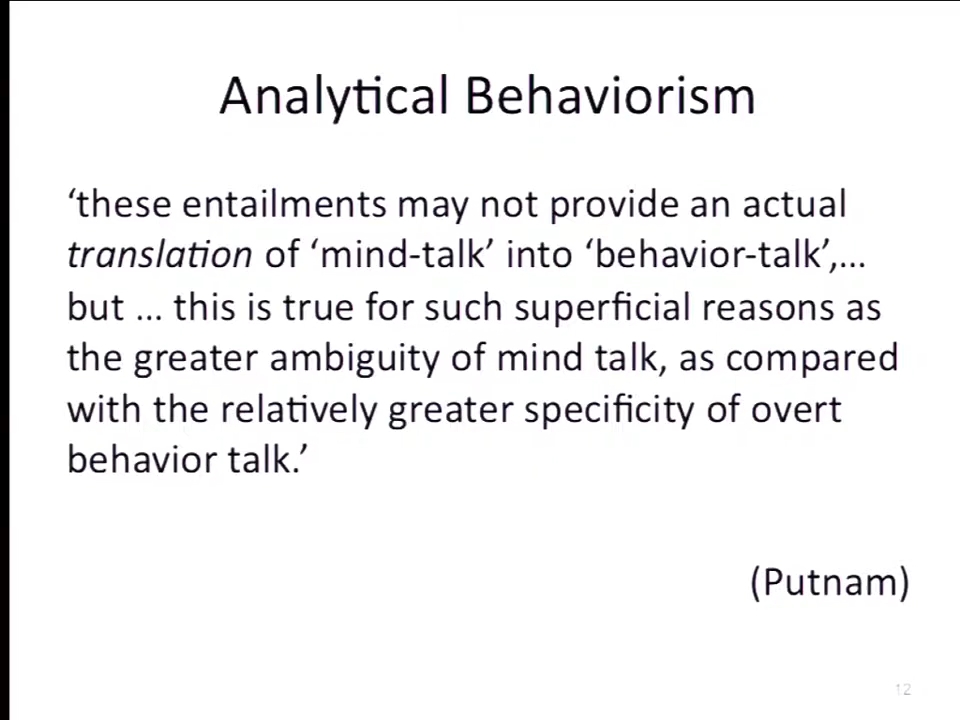 Analytical Behaviorism
‘these entailments may not provide an actual
translation of ‘mind-talk’ into ‘behavior-talk’,...
but ... this is true for such superficial reasons as
the greater ambiguity of mind talk, as compared
with the relatively greater specificity of overt
behavior talk.’
(Putnam)
12